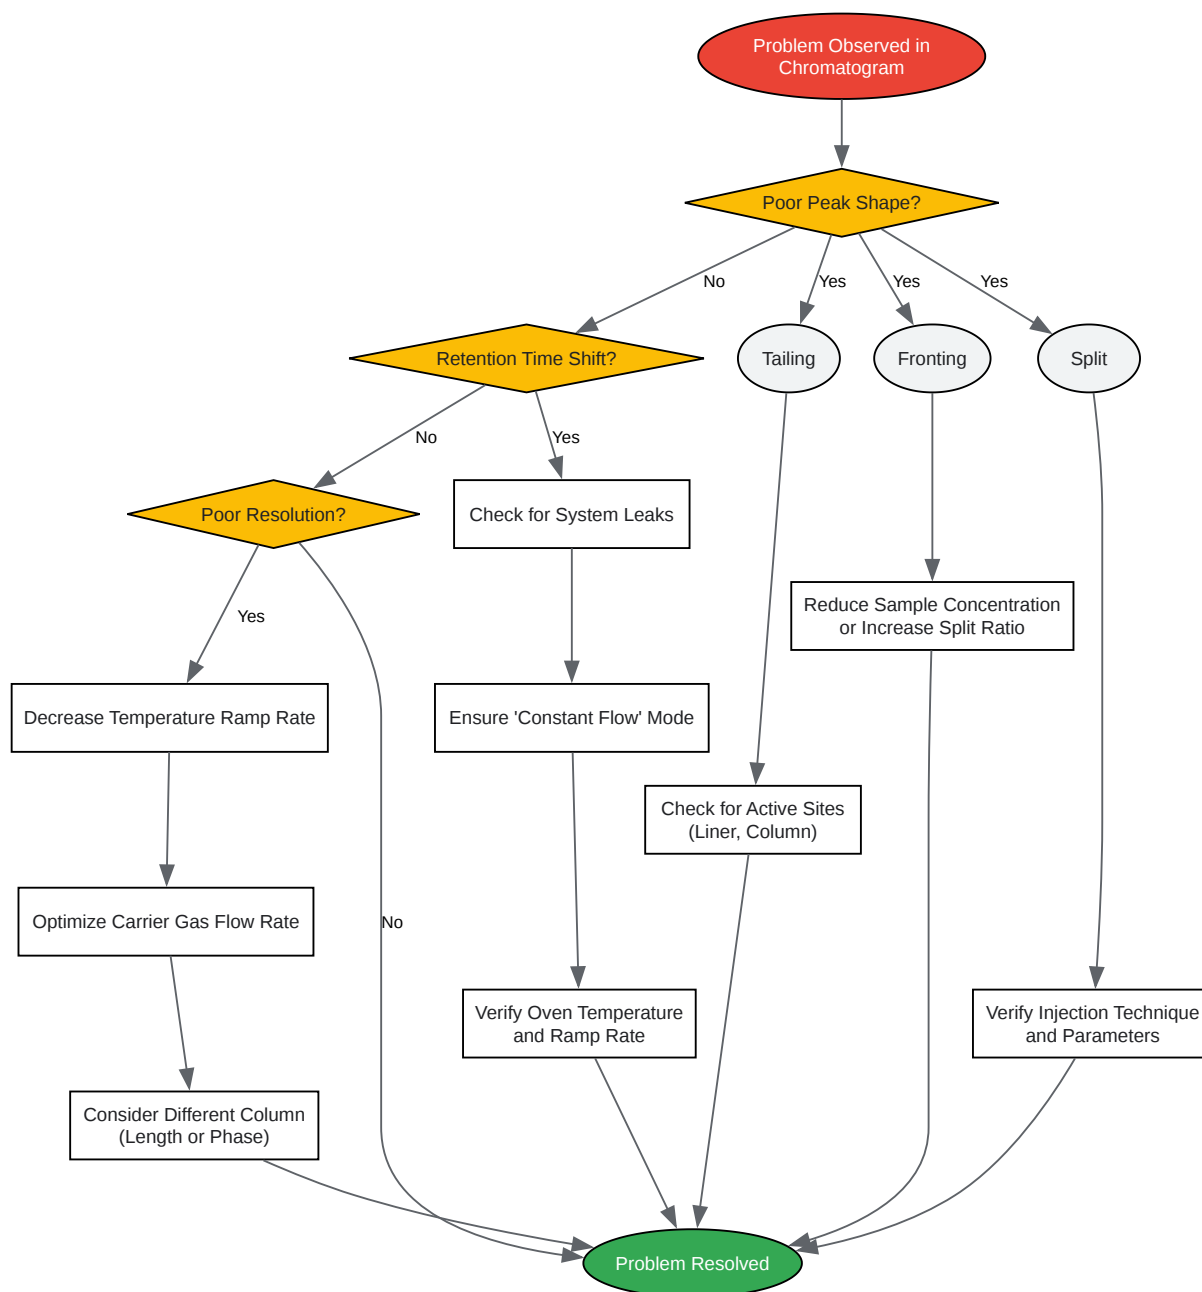 Problem Observed in
Chromatogram
Poor Peak Shape?
No
Yes
Yes
Yes
Retention Time Shift?
Tailing
Fronting
Split
No
Yes
Poor Resolution?
Check for System Leaks
Reduce Sample Concentration
or Increase Split Ratio
Yes
Decrease Temperature Ramp Rate
Ensure 'Constant Flow' Mode
Check for Active Sites
(Liner, Column)
Optimize Carrier Gas Flow Rate
No
Verify Oven Temperature
and Ramp Rate
Verify Injection Technique
and Parameters
Consider Different Column
(Length or Phase)
Problem Resolved